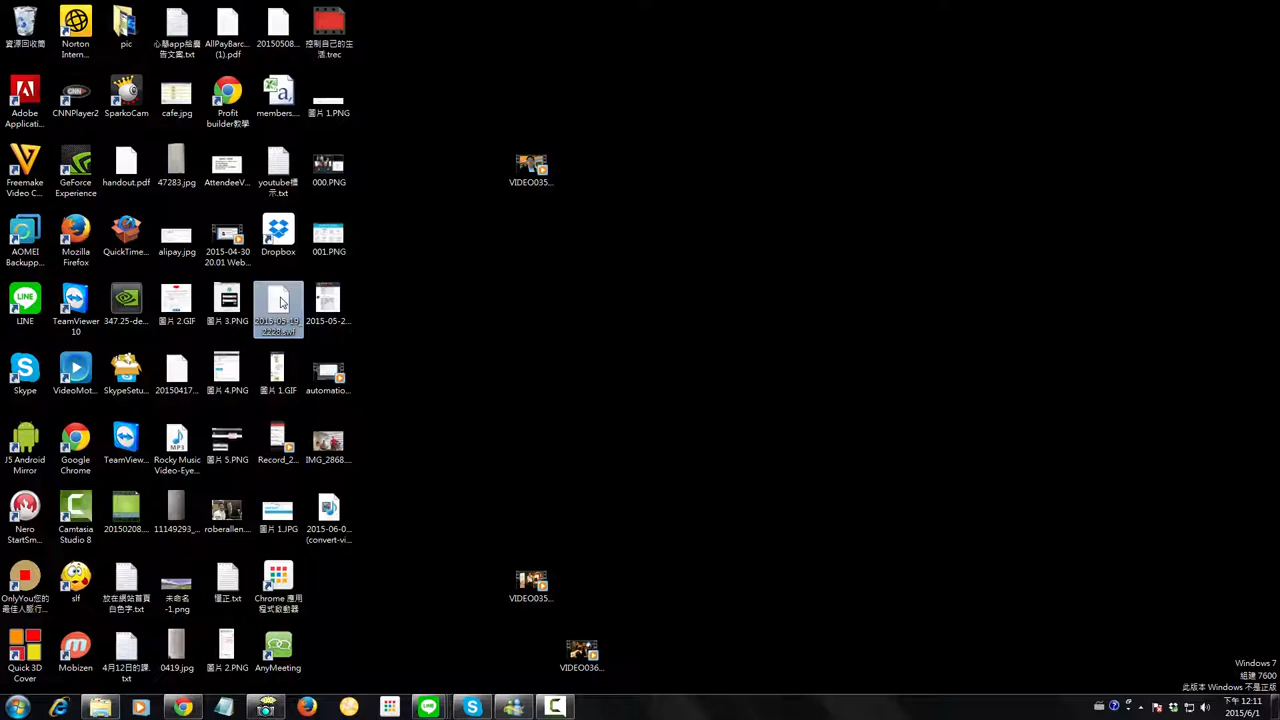 資源回收筒
Norton
Intern...
pic
心慧app給廣
告文案.txt
AllPayBarc...
(1).pdf
20150508...
控制自己的生
活.trec
Adobe
Applicati...
CNNPlayer2
SparkoCam
cafe.jpg
Profit
builder教學
members....
圖片 1.PNG
Freemake
Video C...
GeForce
Experience
handout.pdf
47283.jpg
AttendeeV...
youtube標
示.txt
000.PNG
VIDEO035...
AOMEI
Backupp...
Mozilla
Firefox
QuickTime...
alipay.jpg
2015-04-30
20.01 Web...
Dropbox
001.PNG
LINE
TeamViewer
10
347.25-de...
圖片 2.GIF
圖片 3.PNG
2015-05-19_
2228.swf
2015-05-2...
Skype
VideoMot...
SkypeSetu...
20150417...
圖片 4.PNG
圖片 1.GIF
automatio...
J5 Android
Mirror
Google
Chrome
TeamView...
Rocky Music
Video-Eye...
圖片 5.PNG
Record_2...
IMG_2868....
Nero
StartSm...
Camtasia
Studio 8
20150208....
11149293_...
roberallen....
圖片 1.JPG
2015-06-0...
(convert-vi...
OnlyYou您的
最佳人脈行...
slf
放在網站首頁
白色字.txt
未命名
-1.png
懂正.txt
Chrome 應用
程式啟動器
VIDEO035...
Quick 3D
Cover
Mobizen
4月12日的課.
txt
0419.jpg
圖片 2.PNG
AnyMeeting
VIDEO036...
Windows 7
組建 7600
此版本 Windows 不是正版
下午 12:11
2015/6/1